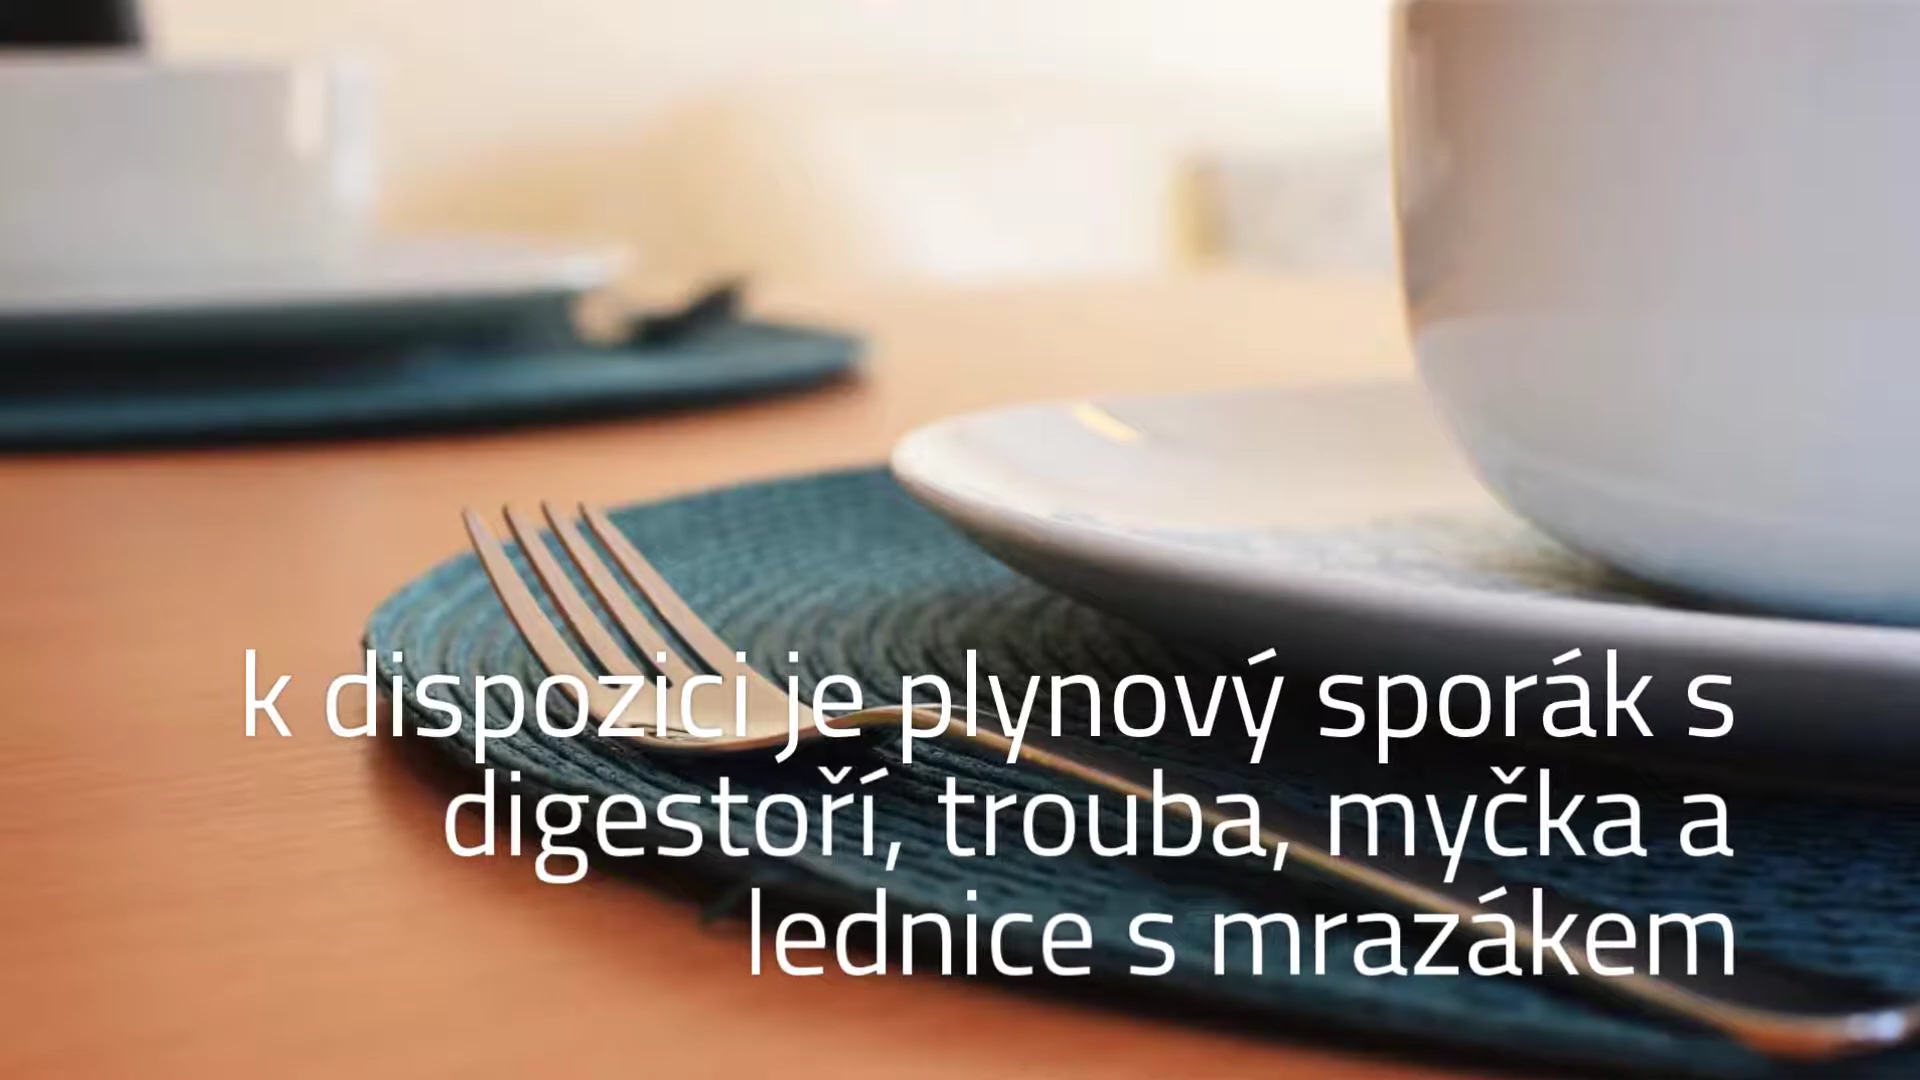 k dispozici je plynový sporák s
digestoří, trouba, myčka a
lednice s mrazákem